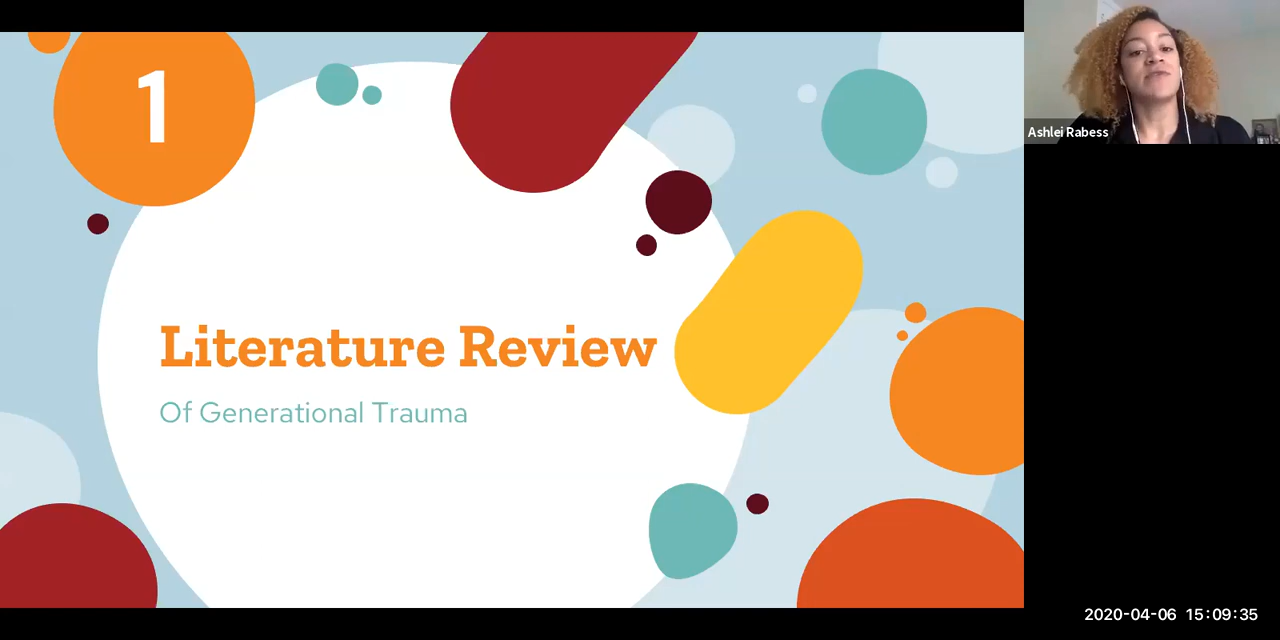 1
Ashlei Rabess
Literature Review
Of Generational Trauma
2020-04-06 15:09:35